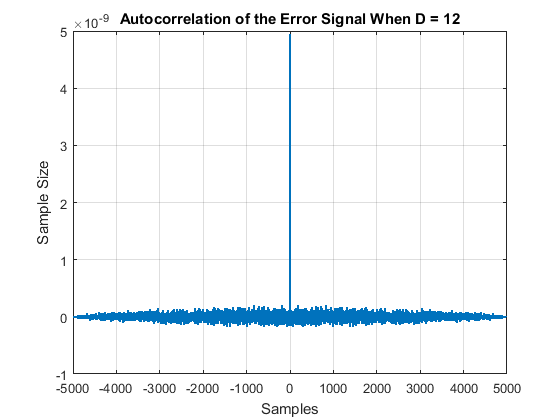 Autocorrelation of the Error Signal When D = 12
×10⁻⁹
5
4
3
2
1
0
-1
Sample Size
-5000 -4000 -3000 -2000 -1000 0 1000 2000 3000 4000 5000
Samples